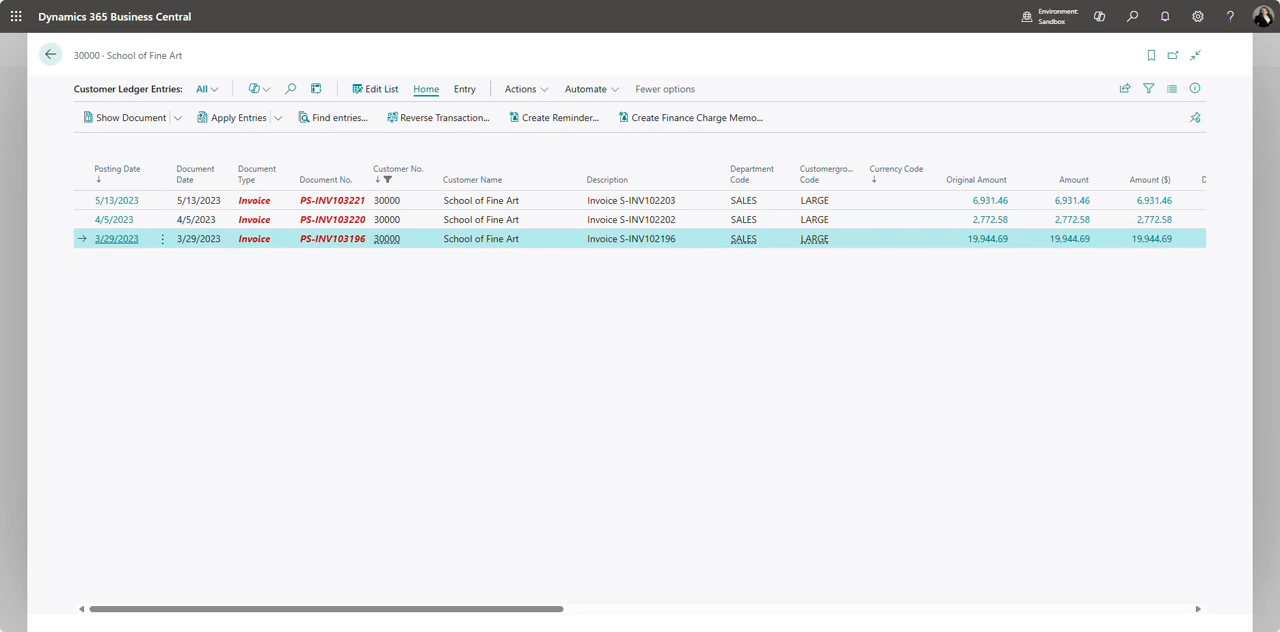 Dynamics 365 Business Central
Environment:
Sandbox
30000 · School of Fine Art
Customer Ledger Entries: All Edit List Home Entry Actions Automate Fewer options
Show Document Apply Entries Find entries... Reverse Transaction... Create Reminder... Create Finance Charge Memo...
Posting Date ↓ Document Date Document Type Document No. Customer No. ↓ Customer Name Description Department Code Customergro... Code Currency Code ↓ Original Amount Amount Amount ($)
5/13/2023 5/13/2023 Invoice PS-INV103221 30000 School of Fine Art Invoice S-INV102203 SALES LARGE 6,931.46 6,931.46 6,931.46
4/5/2023 4/5/2023 Invoice PS-INV103220 30000 School of Fine Art Invoice S-INV102202 SALES LARGE 2,772.58 2,772.58 2,772.58
3/29/2023 3/29/2023 Invoice PS-INV103196 30000 School of Fine Art Invoice S-INV102196 SALES LARGE 19,944.69 19,944.69 19,944.69